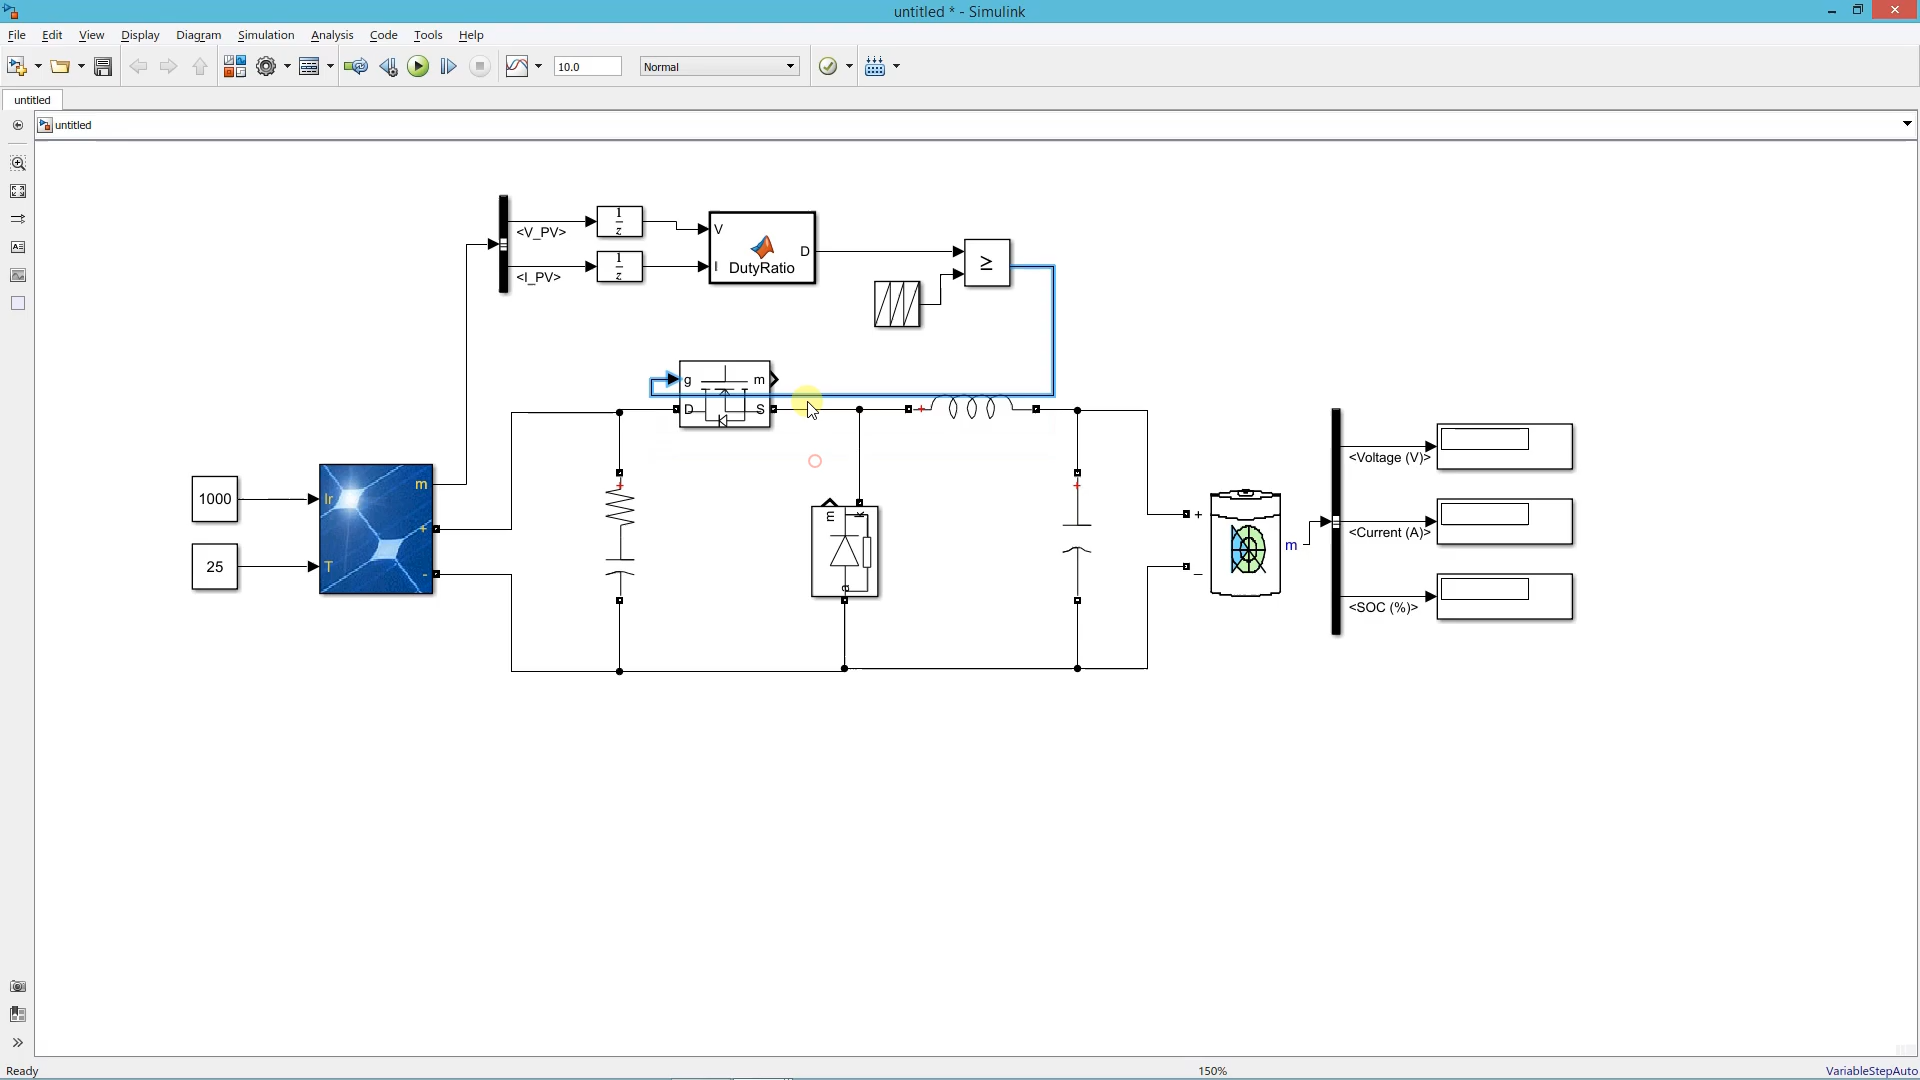 untitled * - Simulink
File Edit View Display Diagram Simulation Analysis Code Tools Help
10.0 Normal
untitled
untitled
<V_PV>
<I_PV>
1
z
1
z
V
I
D
DutyRatio
≥
g m
D S
1000
25
Ir
T
m
+
-
+
+
+
m k
a
+
_
m
<Voltage (V)>
<Current (A)>
<SOC (%)>
Ready
150%
VariableStepAuto